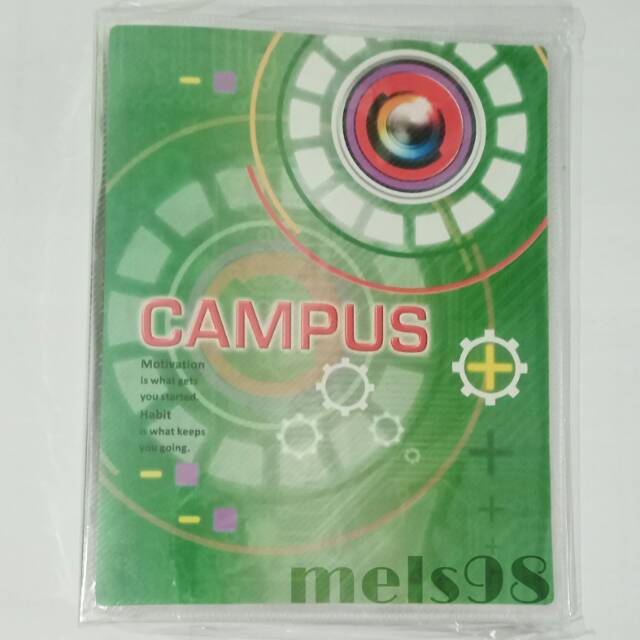 CAMPUS
Motivation
is what gets
you started.
Habit
is what keeps
you going.
mels98